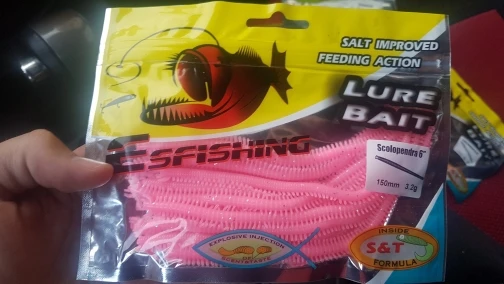 SALT IMPROVED
FEEDING ACTION
LURE
BAIT
ESFISHING
Scolopendra 6"
150mm 3,2g
EXPLOSIVE INJECTION
INSIDE
S&T
FORMULA